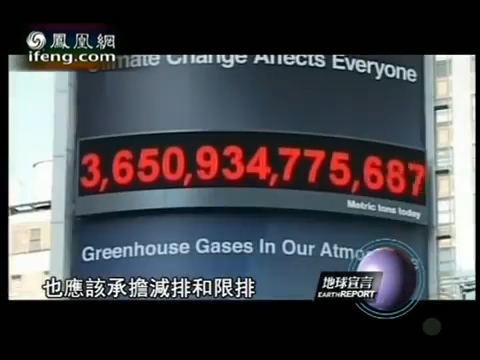 鳳凰網
ifeng.com
Climate Change Affects Everyone
3,650,934,775,687
Metric tons today
Greenhouse Gases In Our Atmo
地球宣言
EARTH REPORT
也應該承擔減排和限排